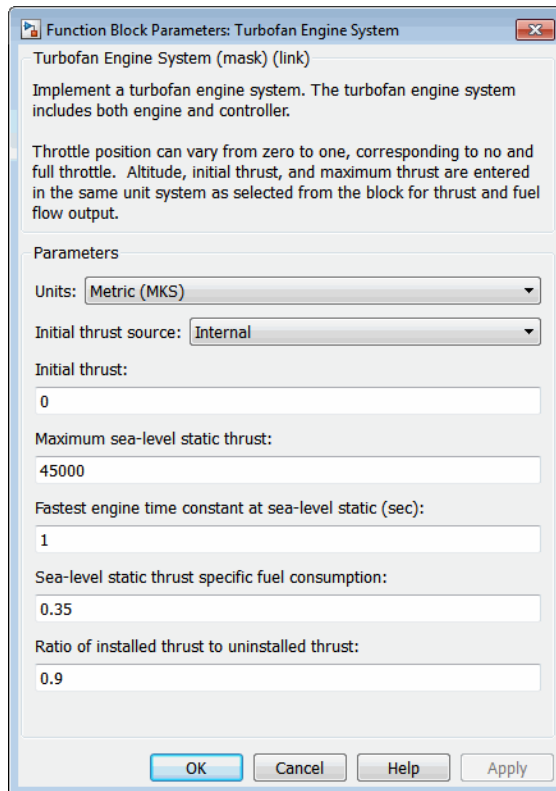 Function Block Parameters: Turbofan Engine System
Turbofan Engine System (mask) (link)
Implement a turbofan engine system. The turbofan engine system
includes both engine and controller.
Throttle position can vary from zero to one, corresponding to no and
full throttle.  Altitude, initial thrust, and maximum thrust are entered
in the same unit system as selected from the block for thrust and fuel
flow output.
Parameters
Units: Metric (MKS)
Initial thrust source: Internal
Initial thrust:
0
Maximum sea-level static thrust:
45000
Fastest engine time constant at sea-level static (sec):
1
Sea-level static thrust specific fuel consumption:
0.35
Ratio of installed thrust to uninstalled thrust:
0.9
OK Cancel Help Apply